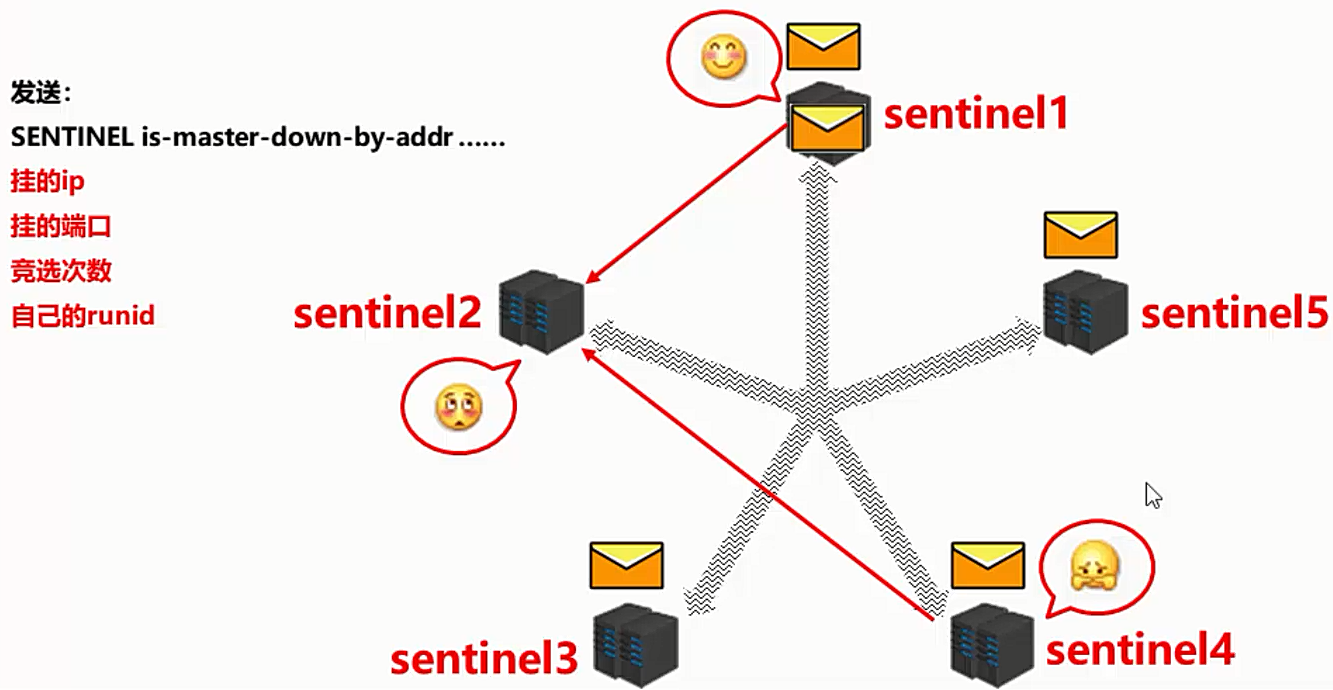 发送：
SENTINEL is-master-down-by-addr ......
挂的ip
挂的端口
竞选次数
自己的runid
sentinel1
sentinel2
sentinel5
sentinel3
sentinel4